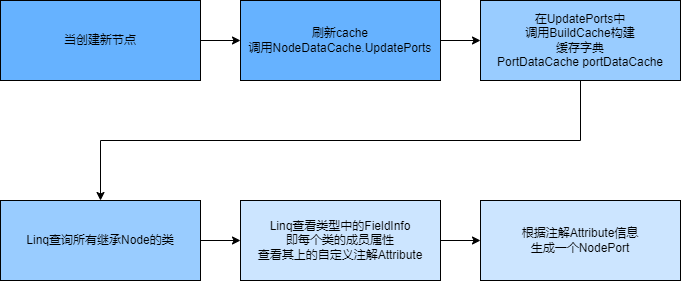 当创建新节点
刷新cache
调用NodeDataCache.UpdatePorts
在UpdatePorts中
调用BuildCache构建
缓存字典
PortDataCache portDataCache
Linq查询所有继承Node的类
Linq查看类型中的FieldInfo
即每个类的成员属性
查看其上的自定义注解Attribute
根据注解Attribute信息
生成一个NodePort